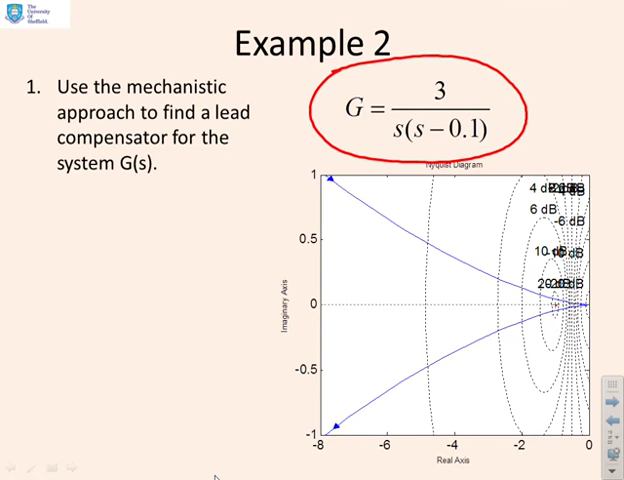 The
University
Of
Sheffield.
Example 2
1. Use the mechanistic
approach to find a lead
compensator for the
system G(s).
G = 3 / s(s − 0.1)
Nyquist Diagram
1
0.5
0
-0.5
-1
-8
-6
-4
-2
0
Imaginary Axis
Real Axis
4 dB
6 dB
-6 dB
10 dB
20 dB